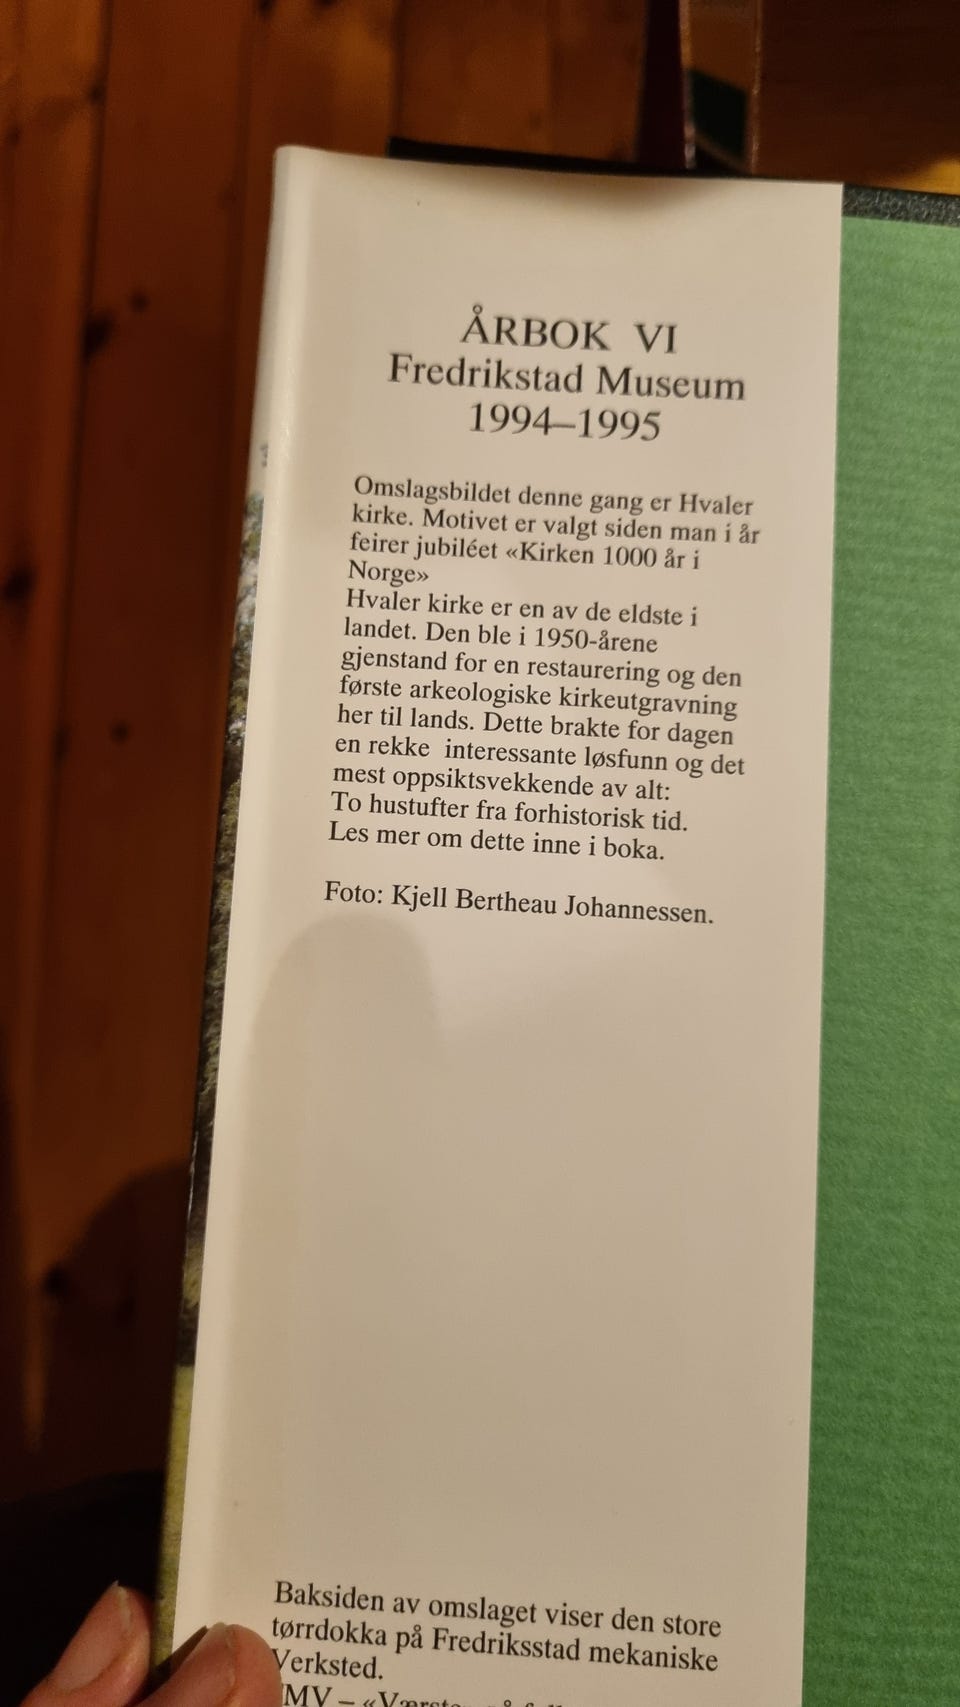 ÅRBOK VI
Fredrikstad Museum
1994–1995
Omslagsbildet denne gang er Hvaler
kirke. Motivet er valgt siden man i år
feirer jubiléet «Kirken 1000 år i
Norge»
Hvaler kirke er en av de eldste i
landet. Den ble i 1950-årene
gjenstand for en restaurering og den
første arkeologiske kirkeutgravning
her til lands. Dette brakte for dagen
en rekke interessante løsfunn og det
mest oppsiktsvekkende av alt:
To hustufter fra forhistorisk tid.
Les mer om dette inne i boka.
Foto: Kjell Bertheau Johannessen.
Baksiden av omslaget viser den store
tørrdokka på Fredriksstad mekaniske
Verksted.
MV –